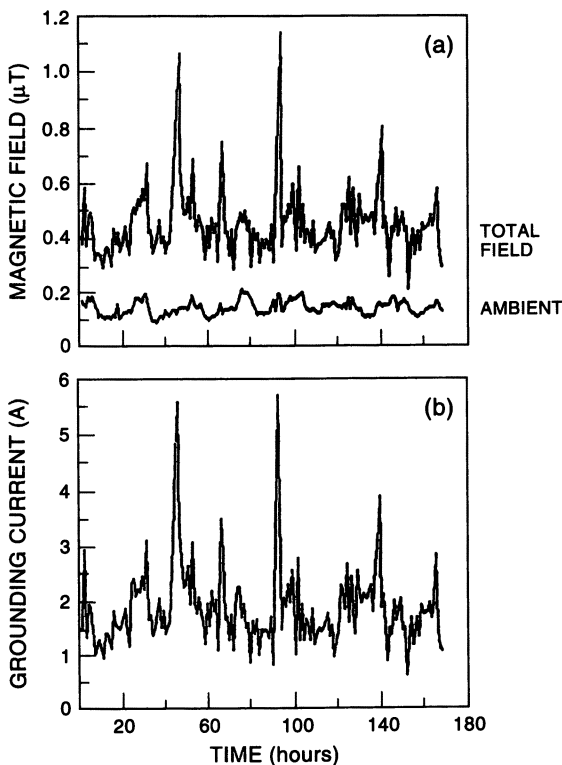 1.2
1.0
0.8
0.6
0.4
0.2
0
MAGNETIC FIELD (μT)
(a)
TOTAL
FIELD
AMBIENT
6
5
4
3
2
1
0
GROUNDING CURRENT (A)
(b)
20 60 100 140 180
TIME (hours)